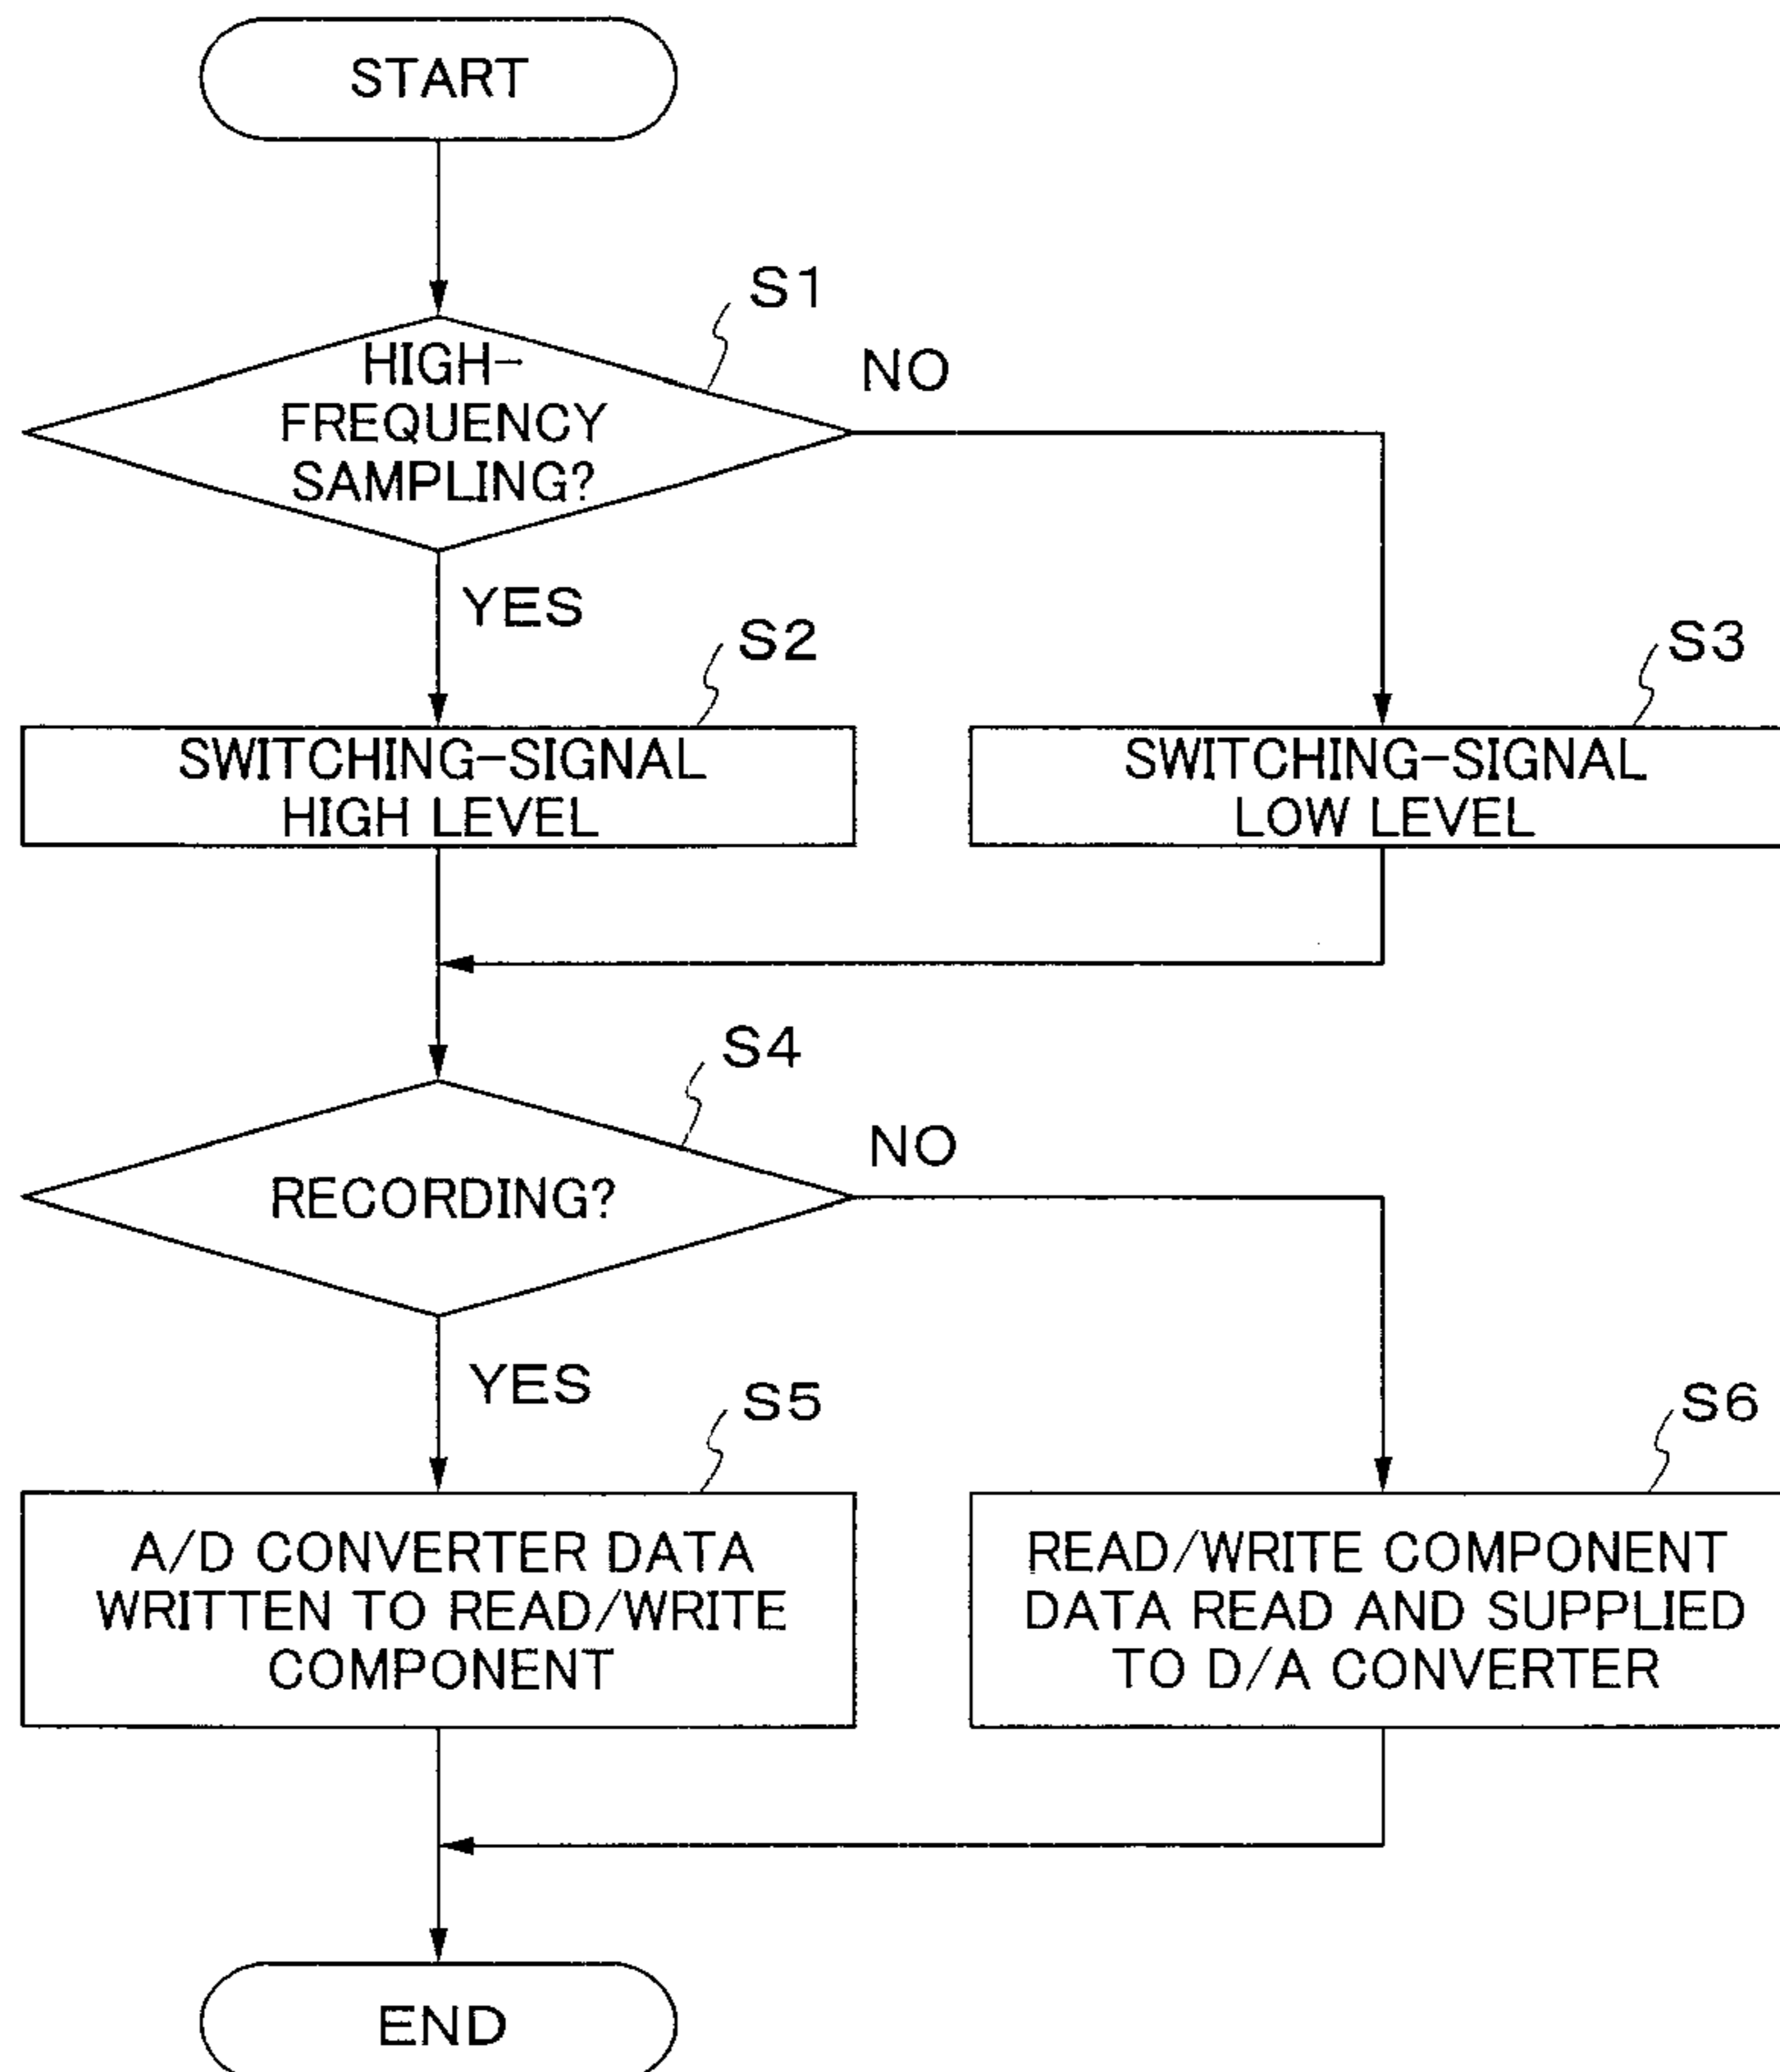 START
S1
HIGH-
FREQUENCY
SAMPLING?
NO
YES
S2
S3
SWITCHING-SIGNAL
HIGH LEVEL
SWITCHING-SIGNAL
LOW LEVEL
S4
RECORDING?
NO
YES
S5
S6
A/D CONVERTER DATA
WRITTEN TO READ/WRITE
COMPONENT
READ/WRITE COMPONENT
DATA READ AND SUPPLIED
TO D/A CONVERTER
END